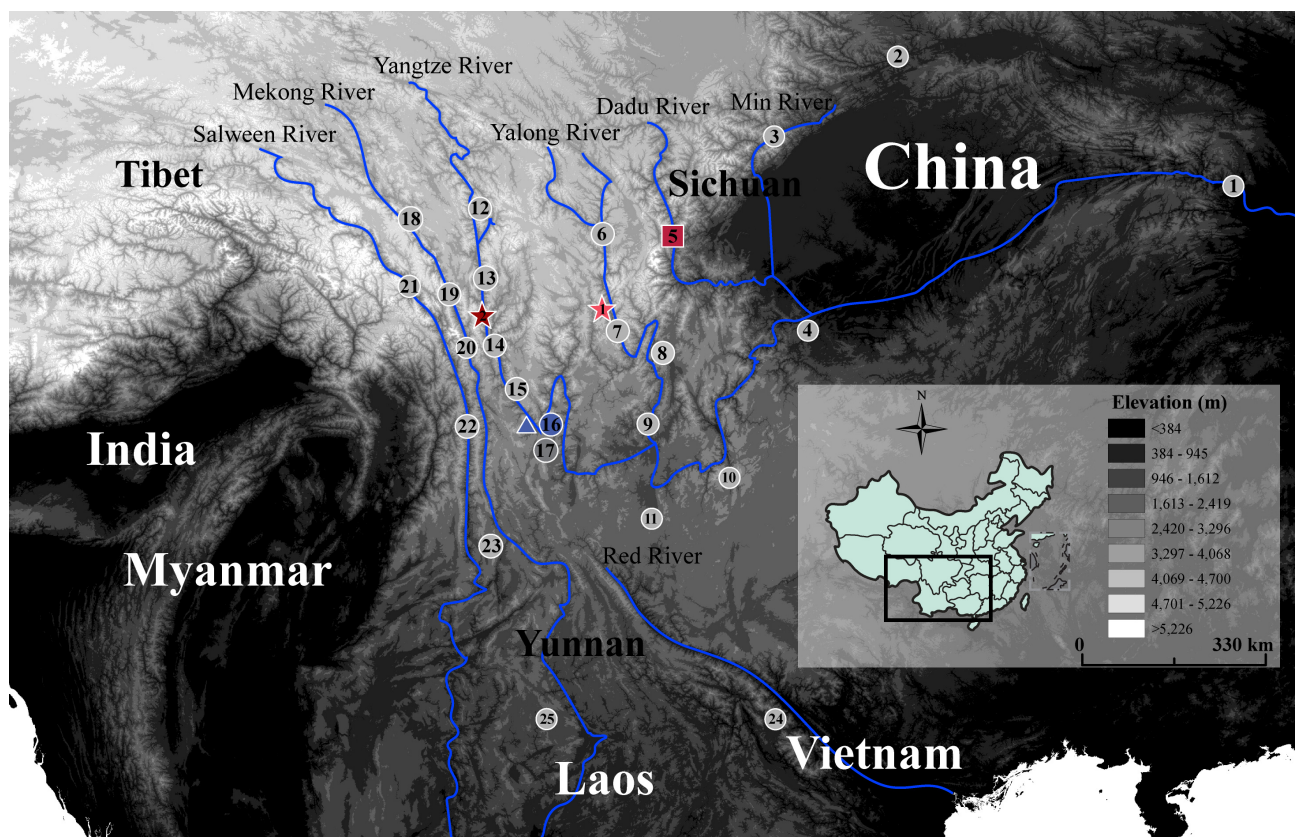 Yangtze River
Mekong River
Salween River
Tibet
Yalong River
Dadu River
Min River
Sichuan
China
2
3
1
12
18
6
5
21
13
19
1
7
20
14
8
4
15
22
16
9
17
10
11
India
Myanmar
23
Red River
Yunnan
25
24
Vietnam
Laos
N
Elevation (m)
<384
384 - 945
946 - 1,612
1,613 - 2,419
2,420 - 3,296
3,297 - 4,068
4,069 - 4,700
4,701 - 5,226
>5,226
0 330 km